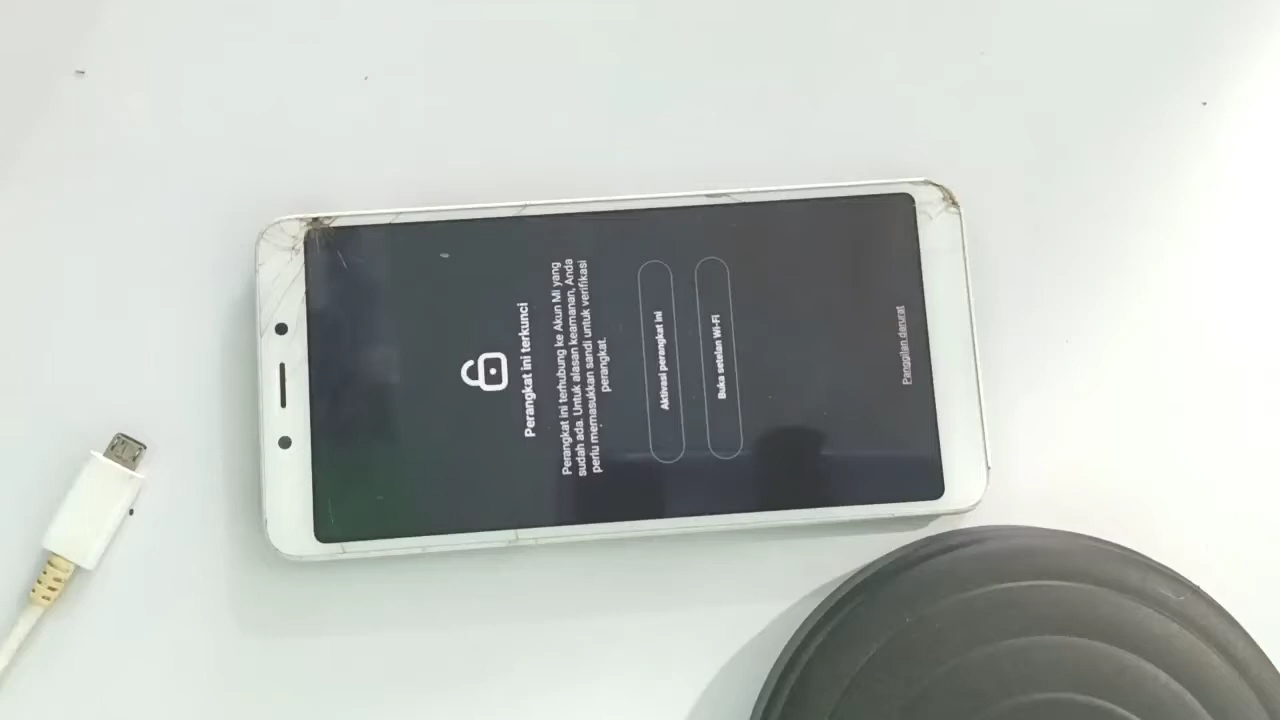 Perangkat ini terkunci
Perangkat ini terhubung ke Akun Mi yang
sudah ada. Untuk alasan keamanan, Anda
perlu memasukkan sandi untuk verifikasi
perangkat.
Aktivasi perangkat ini
Buka setelan Wi-Fi
Panggilan darurat